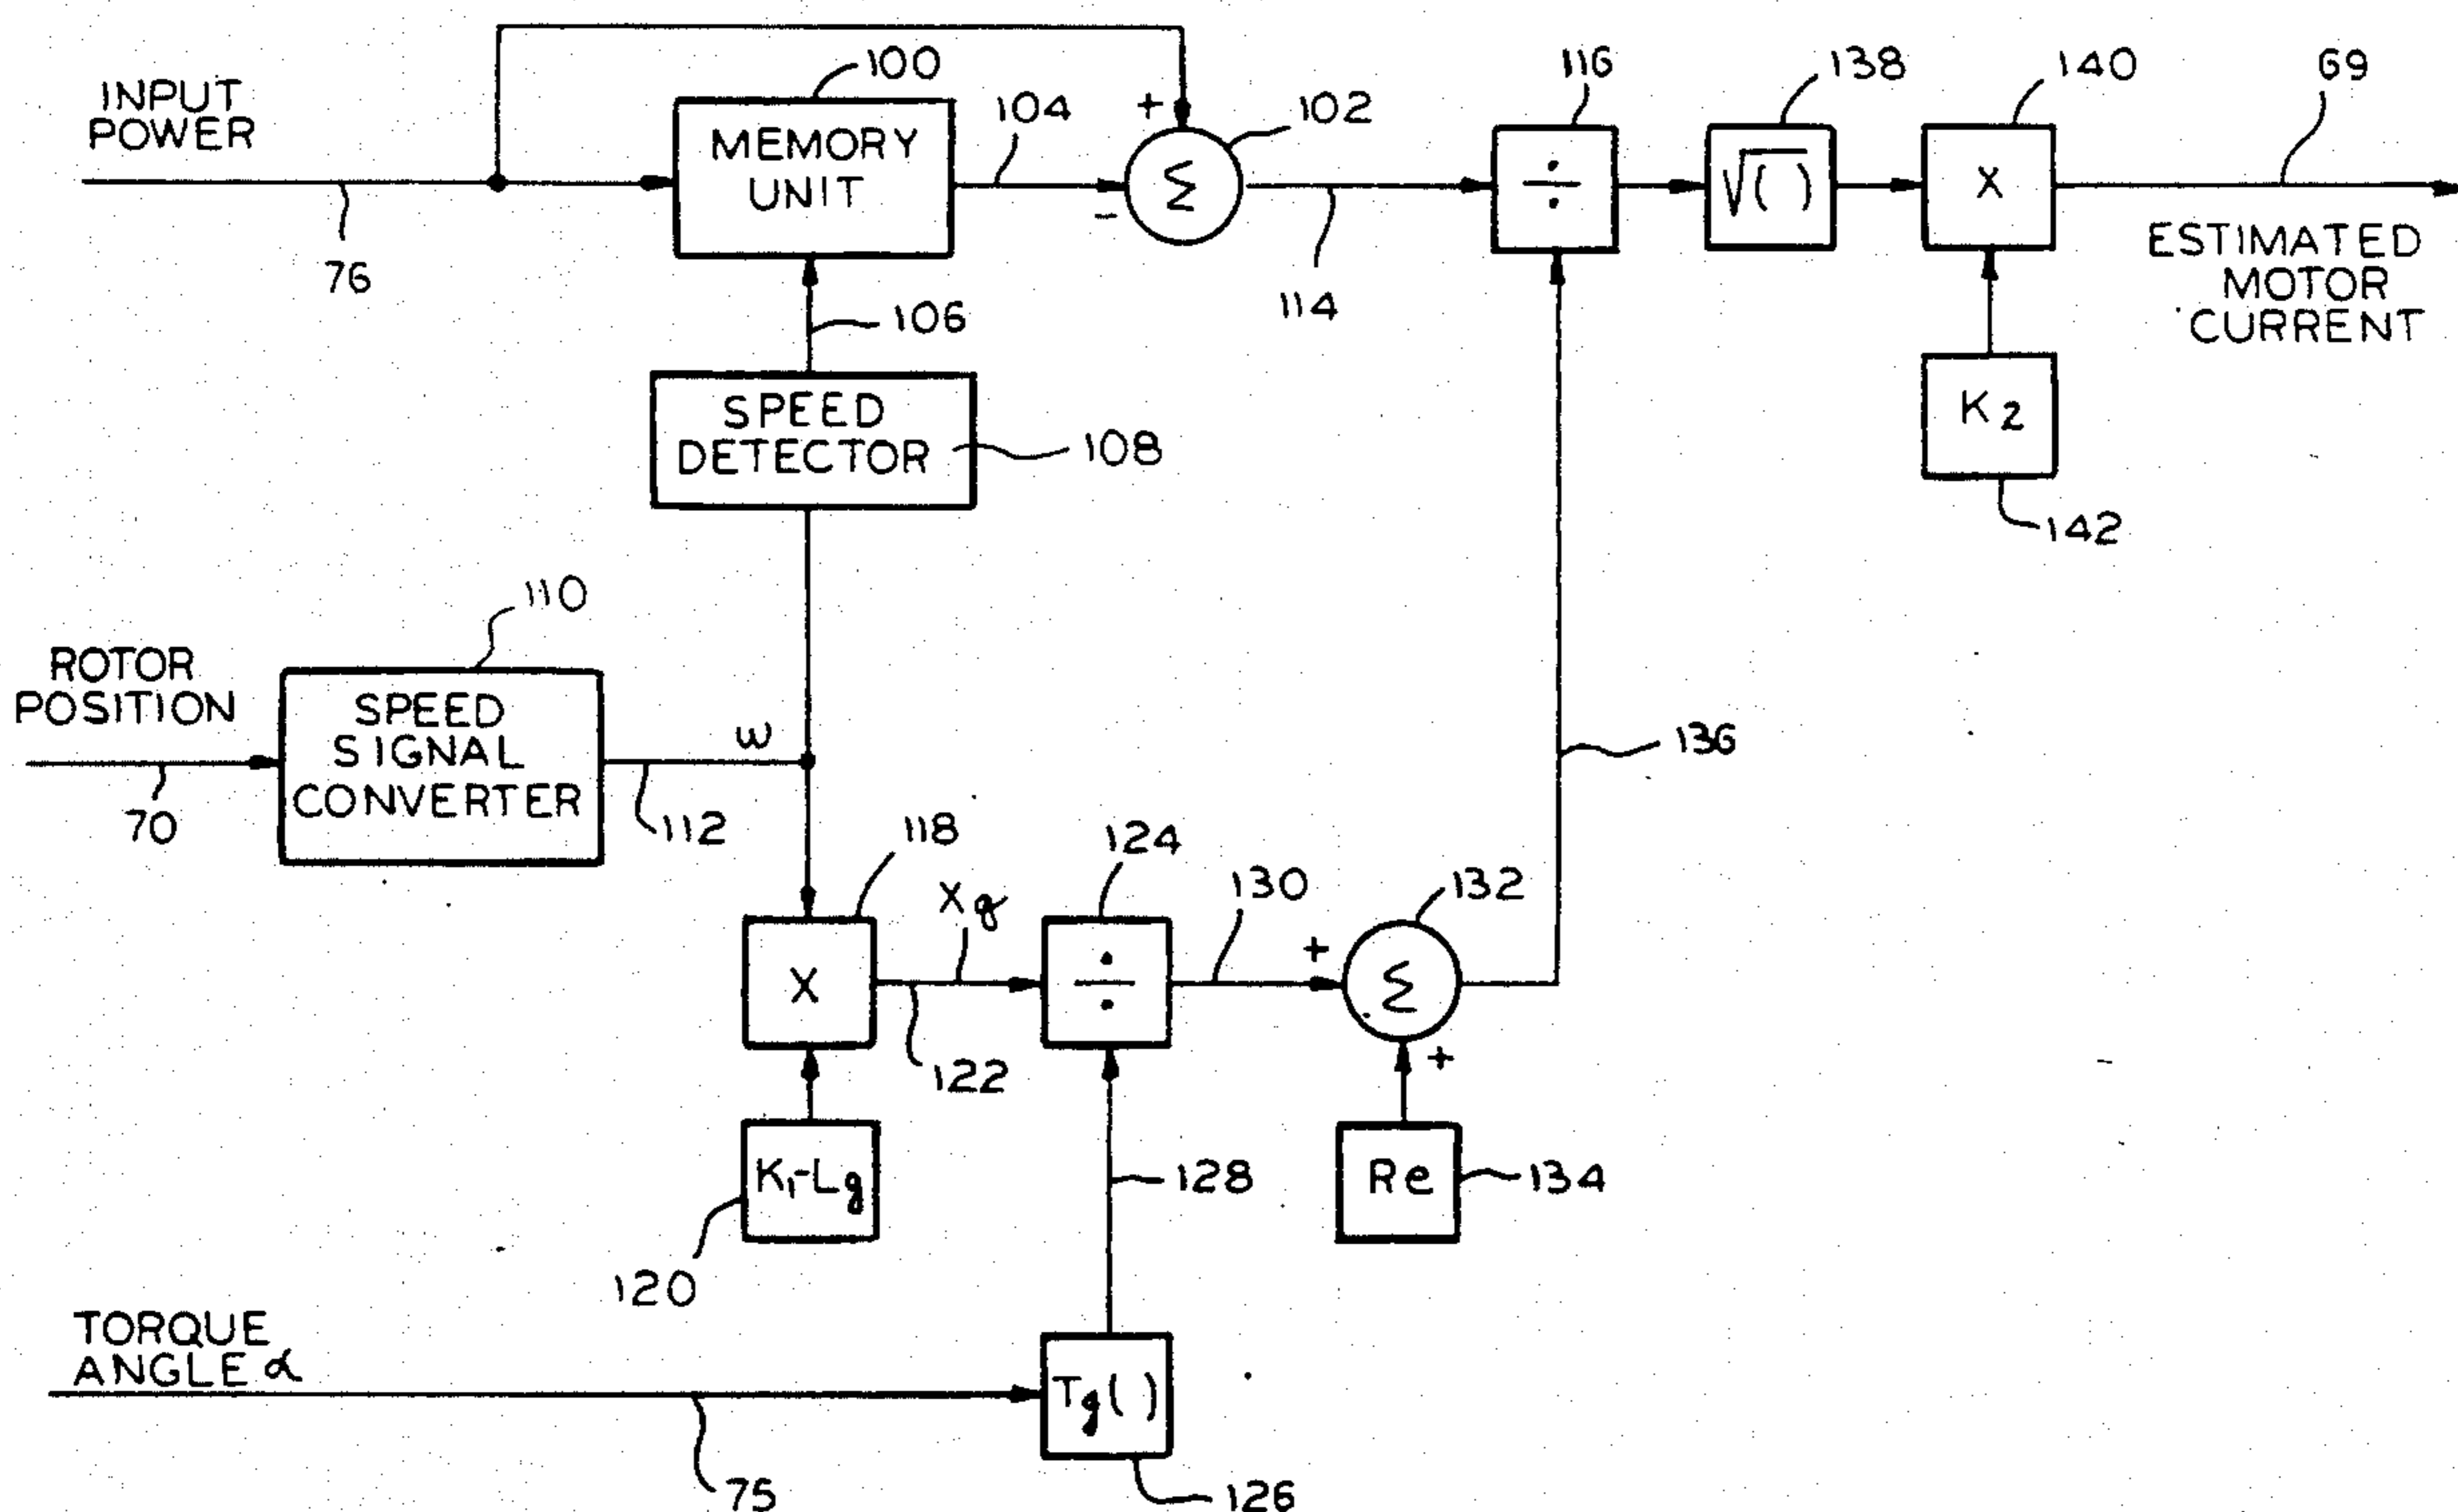 100
116
138
140
69
INPUT
POWER
104
+
102
MEMORY
UNIT
Σ
-
÷
√( )
X
76
114
ESTIMATED
MOTOR
CURRENT
106
SPEED
DETECTOR
108
K2
142
110
ROTOR
POSITION
SPEED
SIGNAL
CONVERTER
ω
136
70
112
118
124
Xq
130
132
+
X
÷
Σ
122
+
K1-Lq
128
Re
134
120
TORQUE
ANGLE α
Tg( )
75
126